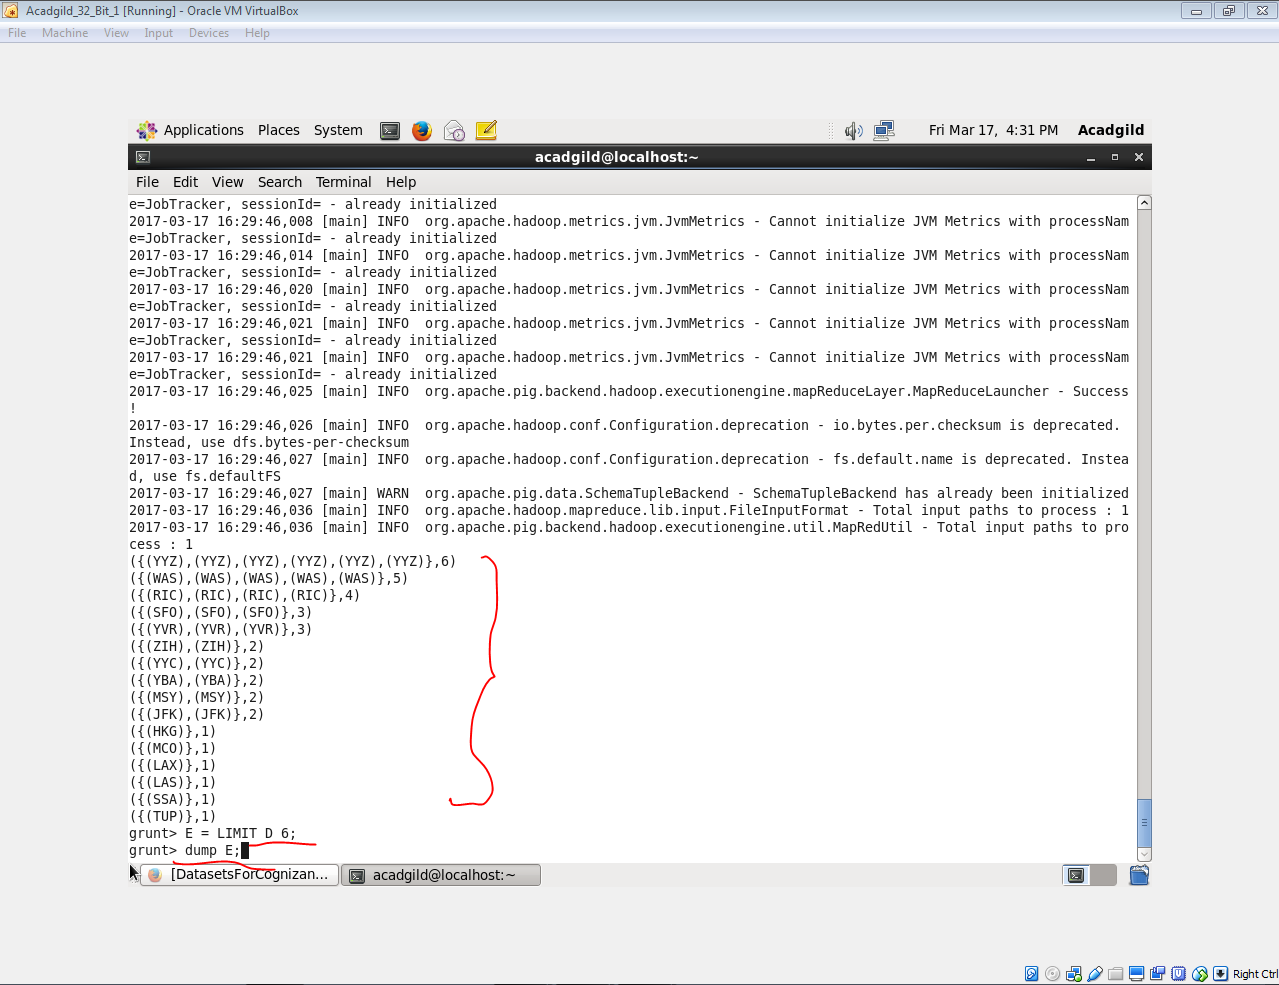 Acadgild_32_Bit_1 [Running] - Oracle VM VirtualBox
File Machine View Input Devices Help
Applications Places System Fri Mar 17, 4:31 PM Acadgild
acadgild@localhost:~
File Edit View Search Terminal Help
e=JobTracker, sessionId= - already initialized
2017-03-17 16:29:46,008 [main] INFO  org.apache.hadoop.metrics.jvm.JvmMetrics - Cannot initialize JVM Metrics with processNam
e=JobTracker, sessionId= - already initialized
2017-03-17 16:29:46,014 [main] INFO  org.apache.hadoop.metrics.jvm.JvmMetrics - Cannot initialize JVM Metrics with processNam
e=JobTracker, sessionId= - already initialized
2017-03-17 16:29:46,020 [main] INFO  org.apache.hadoop.metrics.jvm.JvmMetrics - Cannot initialize JVM Metrics with processNam
e=JobTracker, sessionId= - already initialized
2017-03-17 16:29:46,021 [main] INFO  org.apache.hadoop.metrics.jvm.JvmMetrics - Cannot initialize JVM Metrics with processNam
e=JobTracker, sessionId= - already initialized
2017-03-17 16:29:46,021 [main] INFO  org.apache.hadoop.metrics.jvm.JvmMetrics - Cannot initialize JVM Metrics with processNam
e=JobTracker, sessionId= - already initialized
2017-03-17 16:29:46,025 [main] INFO  org.apache.pig.backend.hadoop.executionengine.mapReduceLayer.MapReduceLauncher - Success
!
2017-03-17 16:29:46,026 [main] INFO  org.apache.hadoop.conf.Configuration.deprecation - io.bytes.per.checksum is deprecated.
Instead, use dfs.bytes-per-checksum
2017-03-17 16:29:46,027 [main] INFO  org.apache.hadoop.conf.Configuration.deprecation - fs.default.name is deprecated. Instea
d, use fs.defaultFS
2017-03-17 16:29:46,027 [main] WARN  org.apache.pig.data.SchemaTupleBackend - SchemaTupleBackend has already been initialized
2017-03-17 16:29:46,036 [main] INFO  org.apache.hadoop.mapreduce.lib.input.FileInputFormat - Total input paths to process : 1
2017-03-17 16:29:46,036 [main] INFO  org.apache.pig.backend.hadoop.executionengine.util.MapRedUtil - Total input paths to pro
cess : 1
({(YYZ),(YYZ),(YYZ),(YYZ),(YYZ),(YYZ)},6)
({(WAS),(WAS),(WAS),(WAS),(WAS)},5)
({(RIC),(RIC),(RIC),(RIC)},4)
({(SFO),(SFO),(SFO)},3)
({(YVR),(YVR),(YVR)},3)
({(ZIH),(ZIH)},2)
({(YYC),(YYC)},2)
({(YBA),(YBA)},2)
({(MSY),(MSY)},2)
({(JFK),(JFK)},2)
({(HKG)},1)
({(MCO)},1)
({(LAX)},1)
({(LAS)},1)
({(SSA)},1)
({(TUP)},1)
grunt> E = LIMIT D 6;
grunt> dump E;
[DatasetsForCognizan... acadgild@localhost:~
Right Ctrl